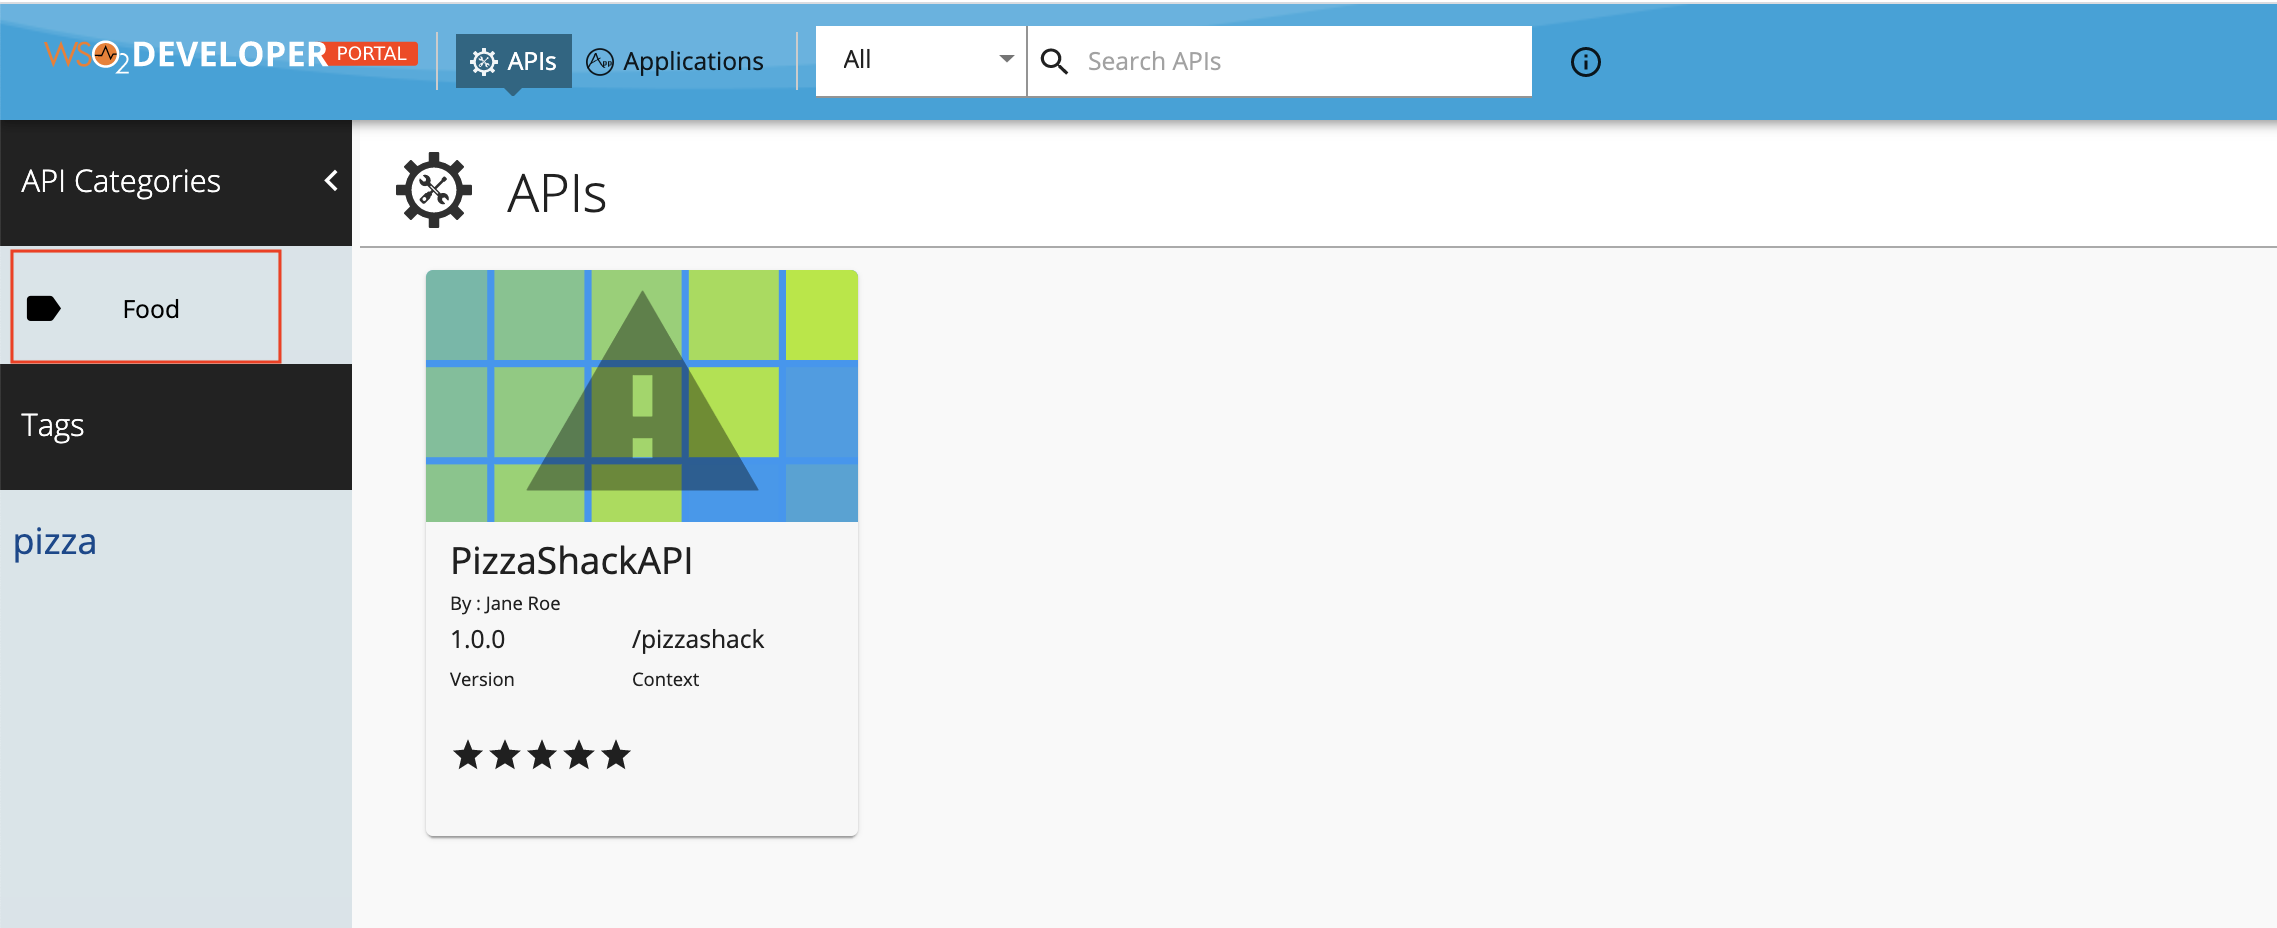 WSO2 DEVELOPER PORTAL
APIs
Applications
All
Search APIs
API Categories
APIs
Food
Tags
pizza
PizzaShackAPI
By : Jane Roe
1.0.0 /pizzashack
Version Context